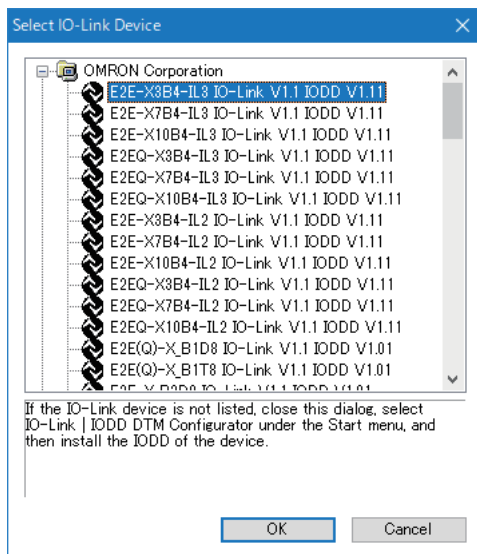 Select IO-Link Device
OMRON Corporation
E2E-X3B4-IL3 IO-Link V1.1 IODD V1.11
E2E-X7B4-IL3 IO-Link V1.1 IODD V1.11
E2E-X10B4-IL3 IO-Link V1.1 IODD V1.11
E2EQ-X3B4-IL3 IO-Link V1.1 IODD V1.11
E2EQ-X7B4-IL3 IO-Link V1.1 IODD V1.11
E2EQ-X10B4-IL3 IO-Link V1.1 IODD V1.11
E2E-X3B4-IL2 IO-Link V1.1 IODD V1.11
E2E-X7B4-IL2 IO-Link V1.1 IODD V1.11
E2E-X10B4-IL2 IO-Link V1.1 IODD V1.11
E2EQ-X3B4-IL2 IO-Link V1.1 IODD V1.11
E2EQ-X7B4-IL2 IO-Link V1.1 IODD V1.11
E2EQ-X10B4-IL2 IO-Link V1.1 IODD V1.11
E2E(Q)-X_B1D8 IO-Link V1.1 IODD V1.01
E2E(Q)-X_B1T8 IO-Link V1.1 IODD V1.01
If the IO-Link device is not listed, close this dialog, select
IO-Link | IODD DTM Configurator under the Start menu, and
then install the IODD of the device.
OK
Cancel